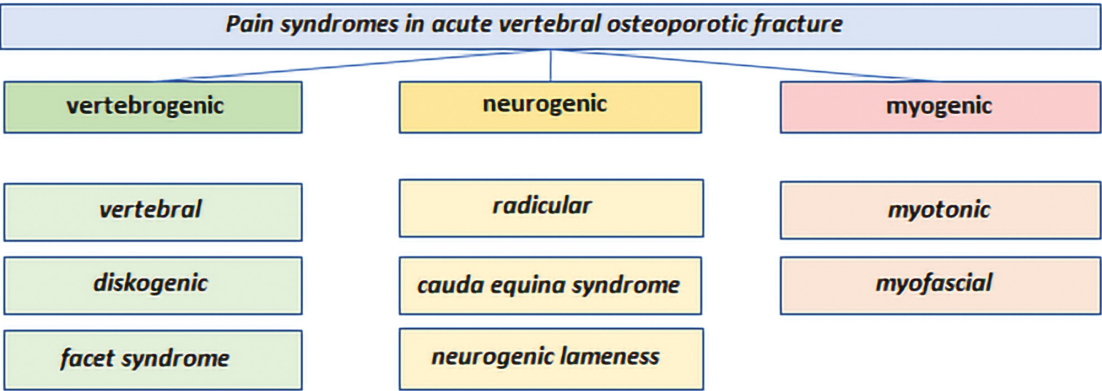 Pain syndromes in acute vertebral osteoporotic fracture
vertebrogenic
neurogenic
myogenic
vertebral
radicular
myotonic
diskogenic
cauda equina syndrome
myofascial
facet syndrome
neurogenic lameness